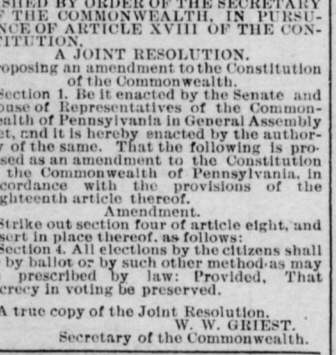 ISHED BY ORDER OF THE SECRETARY
F THE COMMONWEALTH, IN PURSU-
NCE OF ARTICLE XVIII OF THE CON-
TITUTION.
A JOINT RESOLUTION.
roposing an amendment to the Constitution
of the Commonwealth.
Section 1. Be it enacted by the Senate and
ouse of Representatives of the Common-
ealth of Pennsylvania in General Assembly
et, and it is hereby enacted by the author-
y of the same. That the following is pro-
sed as an amendment to the Constitution
the Commonwealth of Pennsylvania, in
ccordance with the provisions of the
ghteenth article thereof.
Amendment.
Strike out section four of article eight, and
sert in place thereof, as follows:
Section 4. All elections by the citizens shall
by ballot or by such other method as may
prescribed by law: Provided, That
crecy in voting be preserved.
A true copy of the Joint Resolution.
W. W. GRIEST.
Secretary of the Commonwealth.